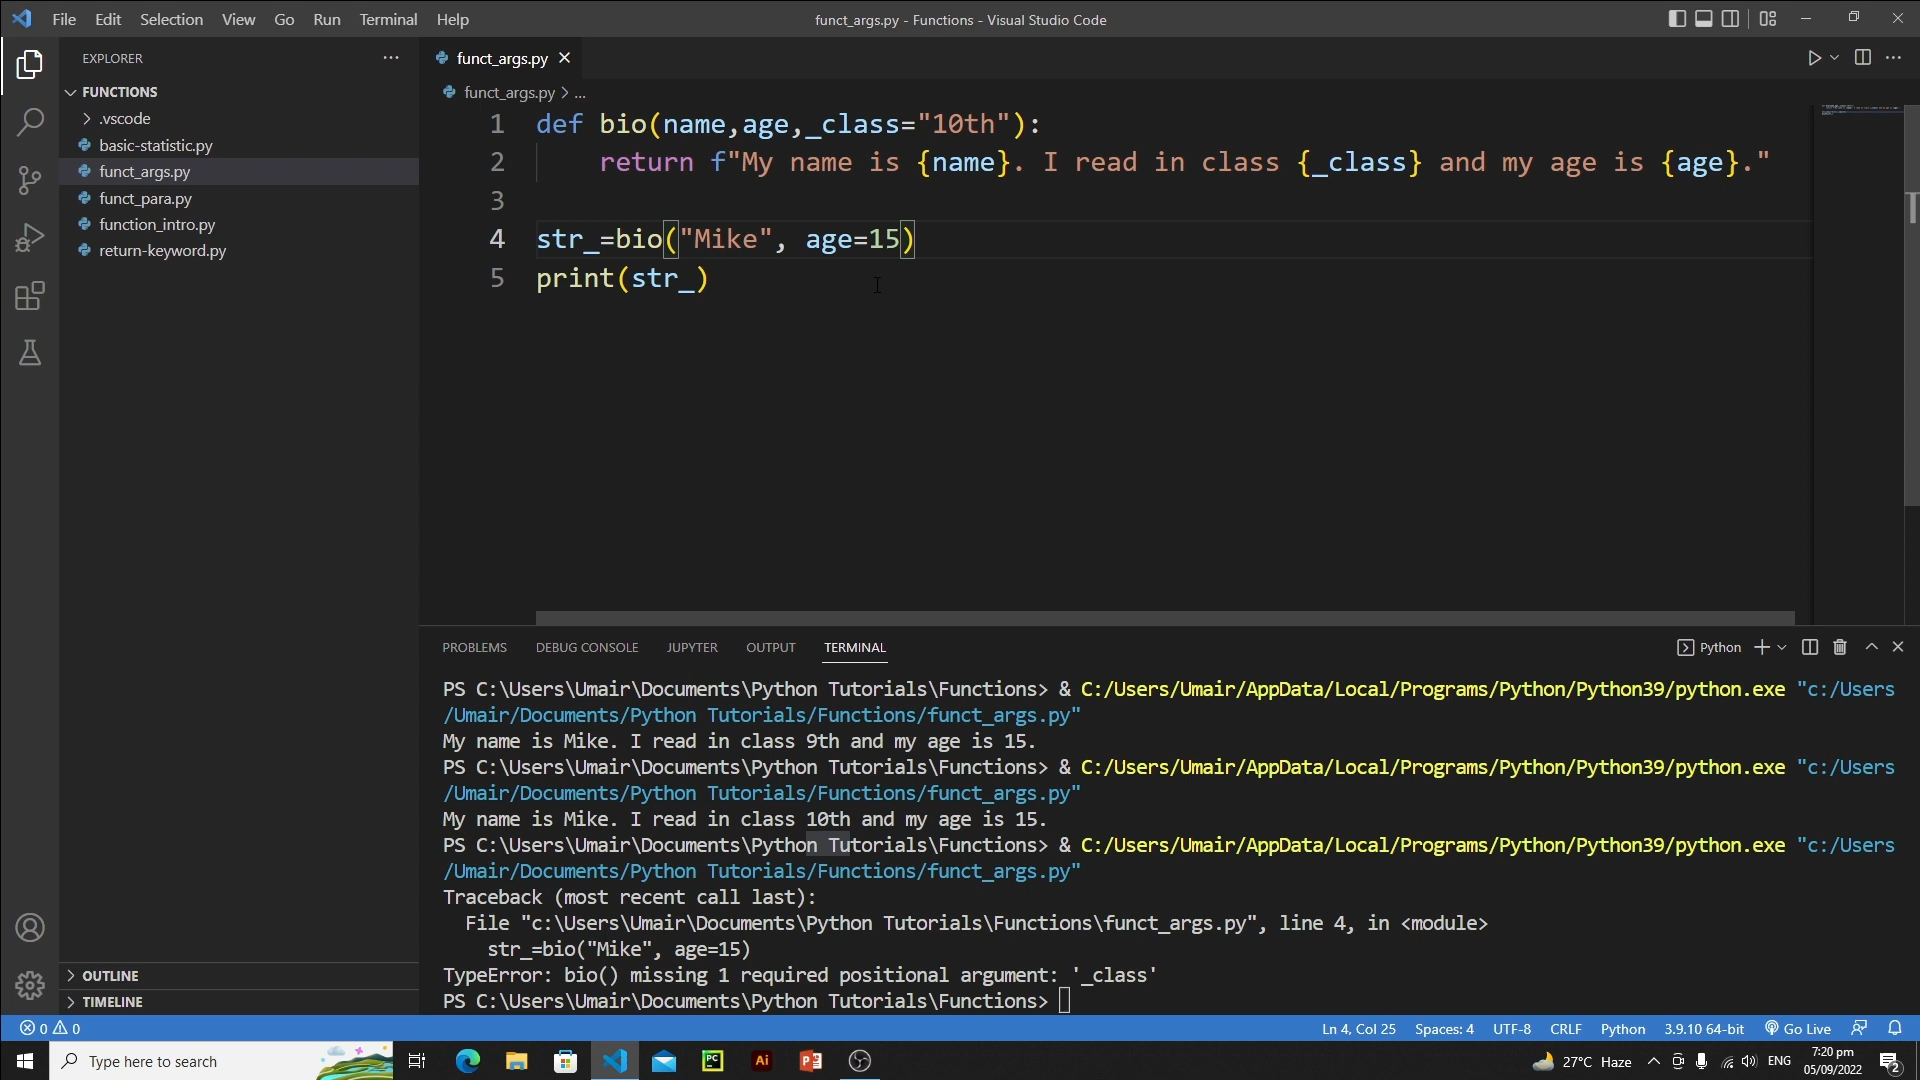 File Edit Selection View Go Run Terminal Help
funct_args.py - Functions - Visual Studio Code
EXPLORER
FUNCTIONS
.vscode
basic-statistic.py
funct_args.py
funct_para.py
function_intro.py
return-keyword.py
OUTLINE
TIMELINE
funct_args.py
funct_args.py > ...
1 def bio(name,age,_class="10th"):
2 return f"My name is {name}. I read in class {_class} and my age is {age}."
3
4 str_=bio("Mike", age=15)
5 print(str_)
PROBLEMS DEBUG CONSOLE JUPYTER OUTPUT TERMINAL
Python
PS C:\Users\Umair\Documents\Python Tutorials\Functions> & C:/Users/Umair/AppData/Local/Programs/Python/Python39/python.exe "c:/Users
/Umair/Documents/Python Tutorials/Functions/funct_args.py"
My name is Mike. I read in class 9th and my age is 15.
PS C:\Users\Umair\Documents\Python Tutorials\Functions> & C:/Users/Umair/AppData/Local/Programs/Python/Python39/python.exe "c:/Users
/Umair/Documents/Python Tutorials/Functions/funct_args.py"
My name is Mike. I read in class 10th and my age is 15.
PS C:\Users\Umair\Documents\Python Tutorials\Functions> & C:/Users/Umair/AppData/Local/Programs/Python/Python39/python.exe "c:/Users
/Umair/Documents/Python Tutorials/Functions/funct_args.py"
Traceback (most recent call last):
File "c:\Users\Umair\Documents\Python Tutorials\Functions\funct_args.py", line 4, in <module>
str_=bio("Mike", age=15)
TypeError: bio() missing 1 required positional argument: '_class'
PS C:\Users\Umair\Documents\Python Tutorials\Functions>
0 0
Ln 4, Col 25 Spaces: 4 UTF-8 CRLF Python 3.9.10 64-bit Go Live
Type here to search
PC
Ai
27°C Haze
ENG
7:20 pm
05/09/2022
2